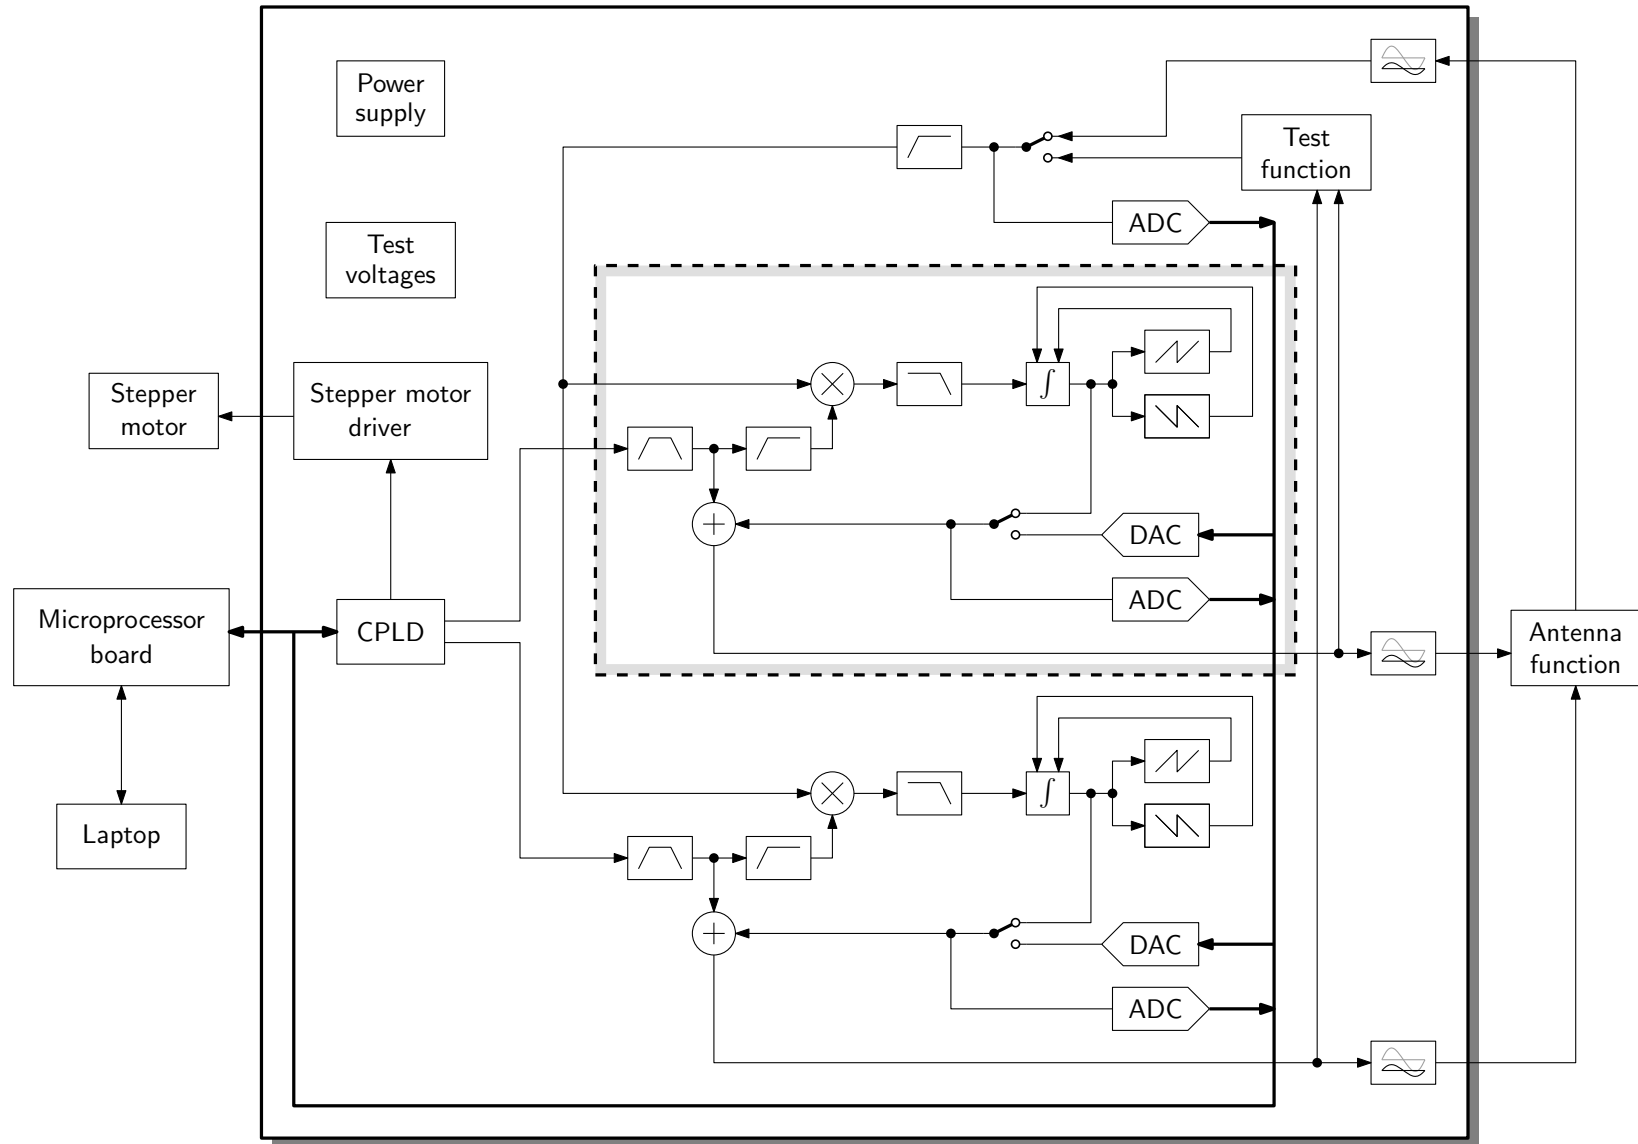 Power
supply
Test
function
ADC
Test
voltages
Stepper
motor
Stepper motor
driver
∫
DAC
ADC
Microprocessor
board
CPLD
Antenna
function
∫
Laptop
DAC
ADC